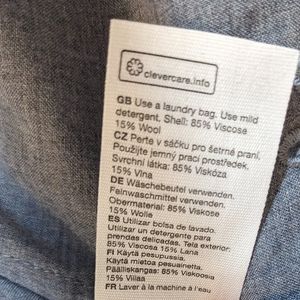 clevercare.info
GB Use a laundry bag. Use mild
detergent. Shell: 85% Viscose
15% Wool
CZ Perte v sáčku pro šetrné praní.
Použijte jemný prací prostředek.
Svrchní látka: 85% Viskóza
15% Vlna
DE Wäschebeutel verwenden.
Feinwaschmittel verwenden.
Obermaterial: 85% Viskose
15% Wolle
ES Utilizar bolsa de lavado.
Utilizar un detergente para
prendas delicadas. Tela exterior:
85% Viscosa 15% Lana
FI Käytä pesupussia.
Käytä mietoa pesuainetta.
Päälliskangas: 85% Viskoosia
15% Villaa
FR Laver à la machine à l'eau